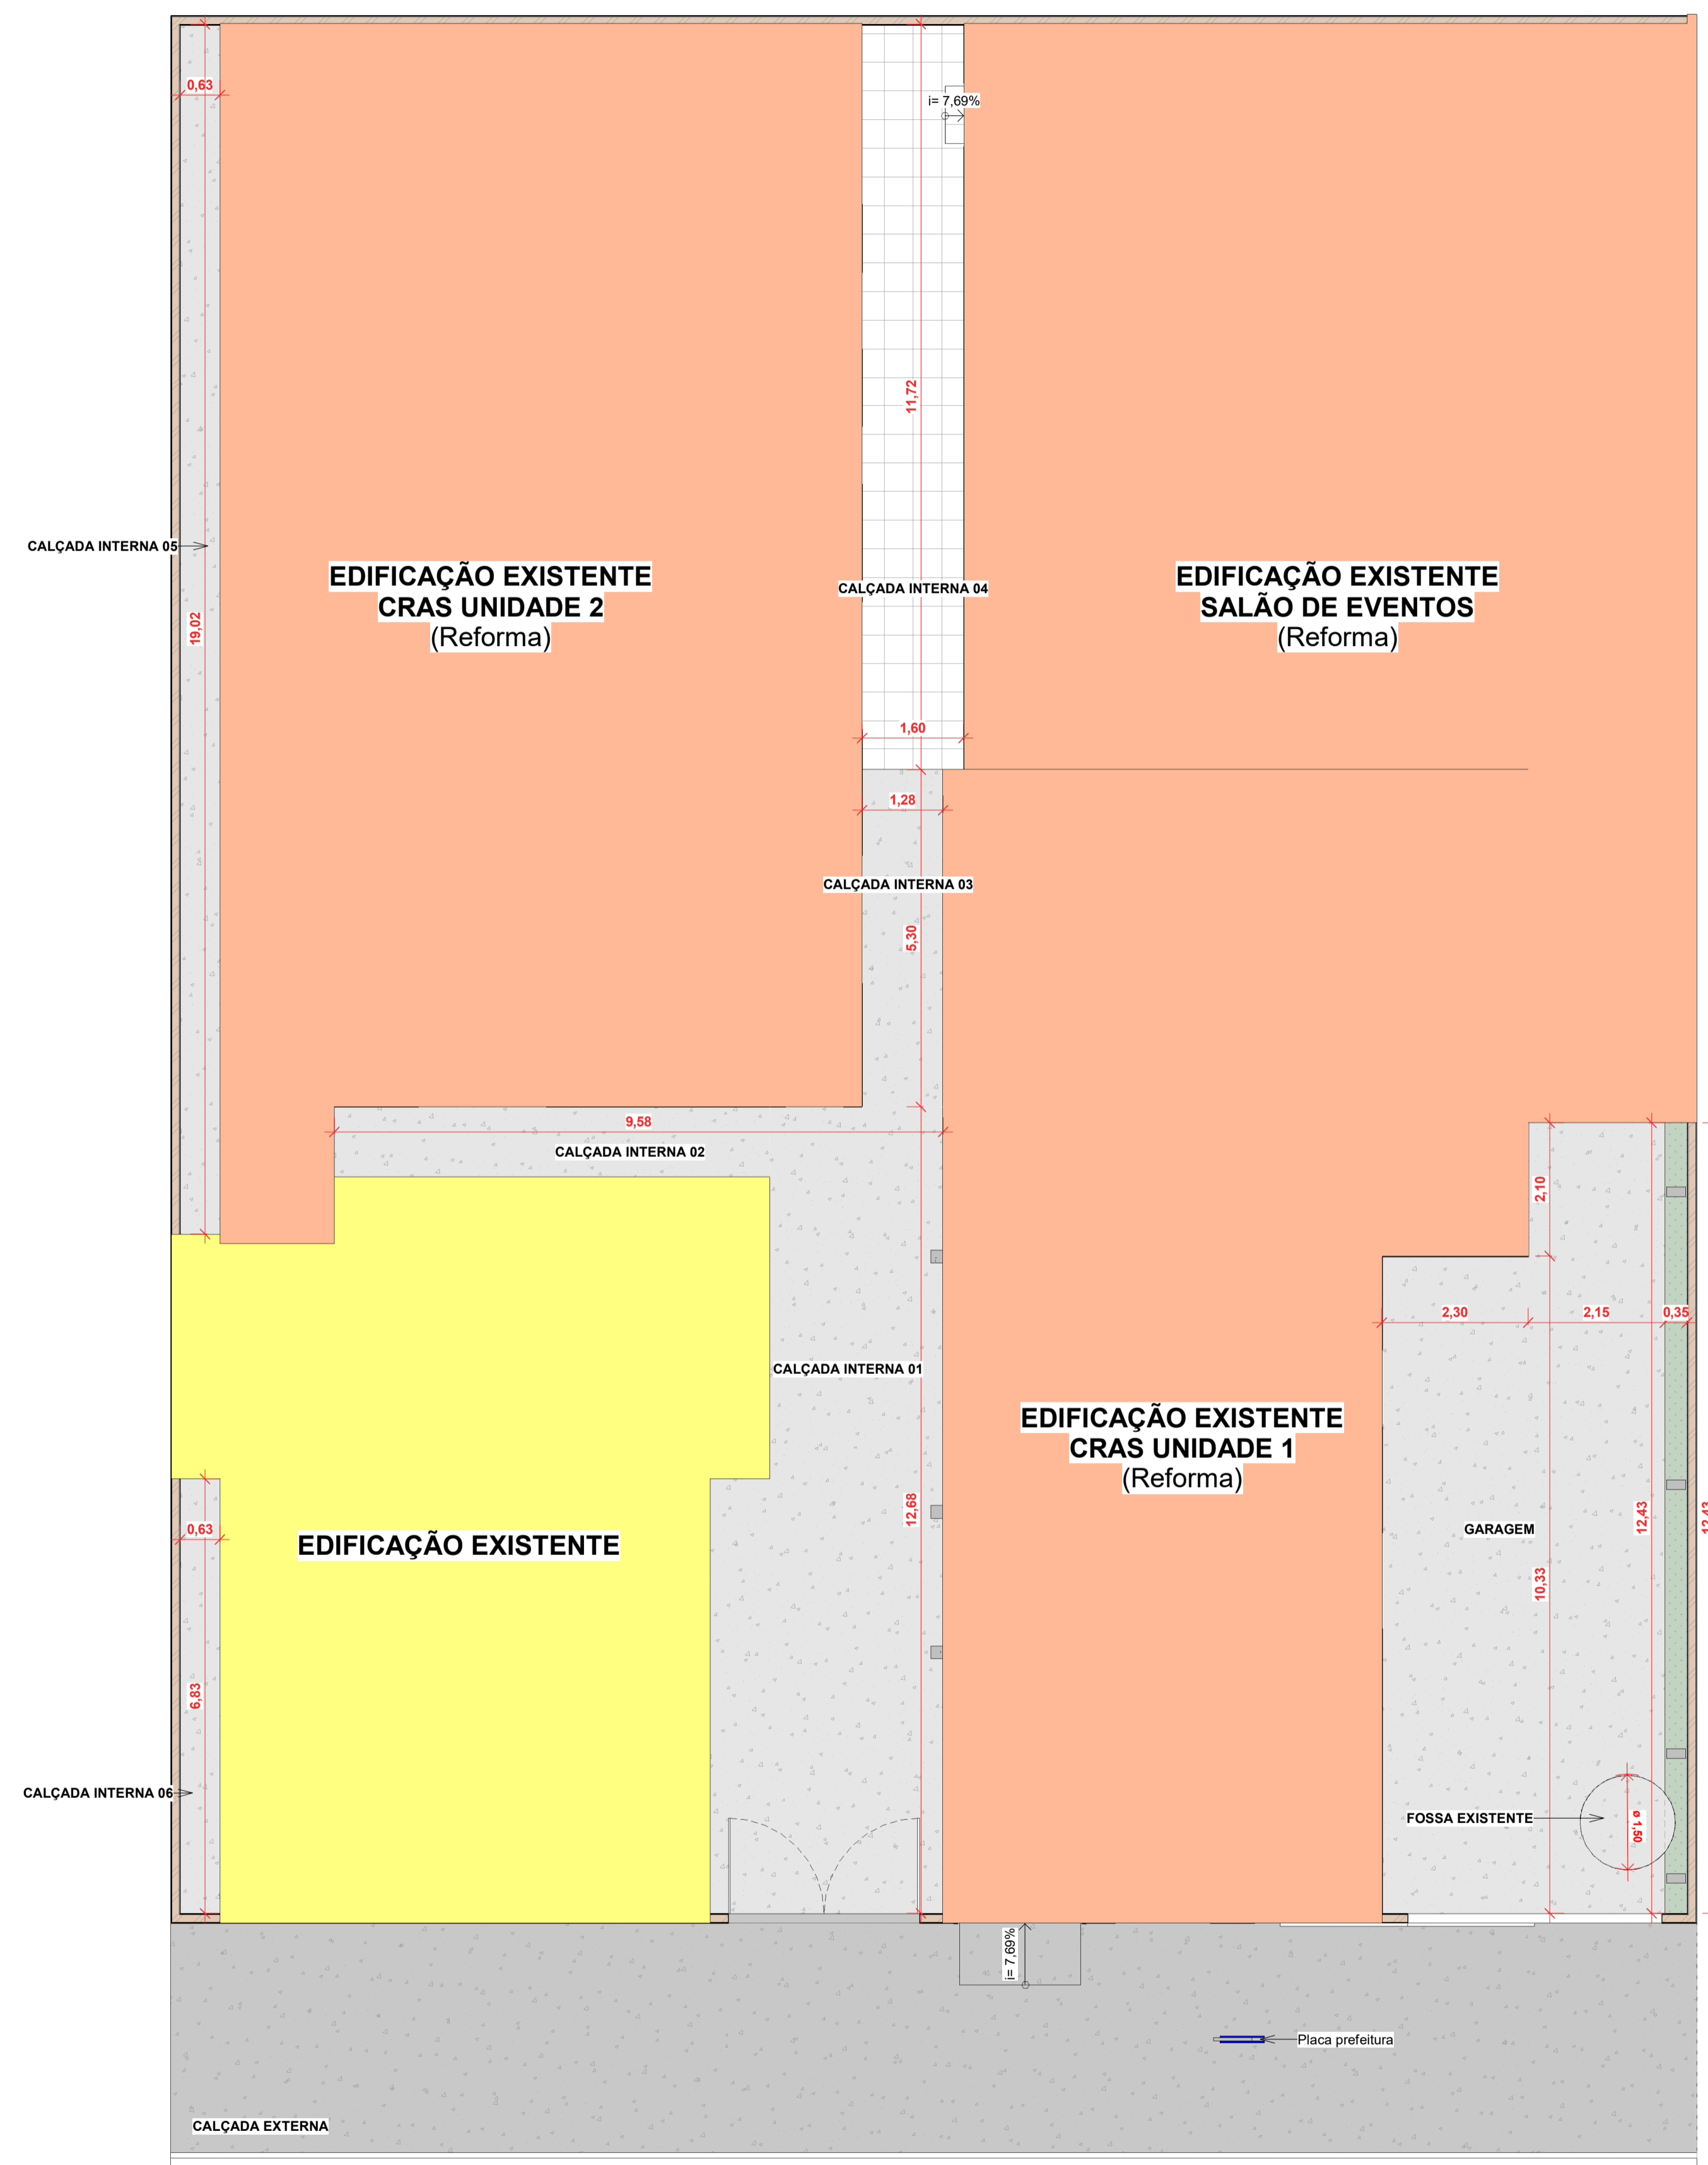 0,63
i= 7,69%
11,72
CALÇADA INTERNA 05
EDIFICAÇÃO EXISTENTE
CRAS UNIDADE 2
(Reforma)
CALÇADA INTERNA 04
EDIFICAÇÃO EXISTENTE
SALÃO DE EVENTOS
(Reforma)
19,02
1,60
1,28
CALÇADA INTERNA 03
5,30
9,58
CALÇADA INTERNA 02
2,10
2,30
2,15
0,35
CALÇADA INTERNA 01
EDIFICAÇÃO EXISTENTE
CRAS UNIDADE 1
(Reforma)
12,68
12,43
12,43
0,63
EDIFICAÇÃO EXISTENTE
GARAGEM
10,33
6,83
CALÇADA INTERNA 06
FOSSA EXISTENTE
ø 1,50
i= 7,69%
Placa prefeitura
CALÇADA EXTERNA